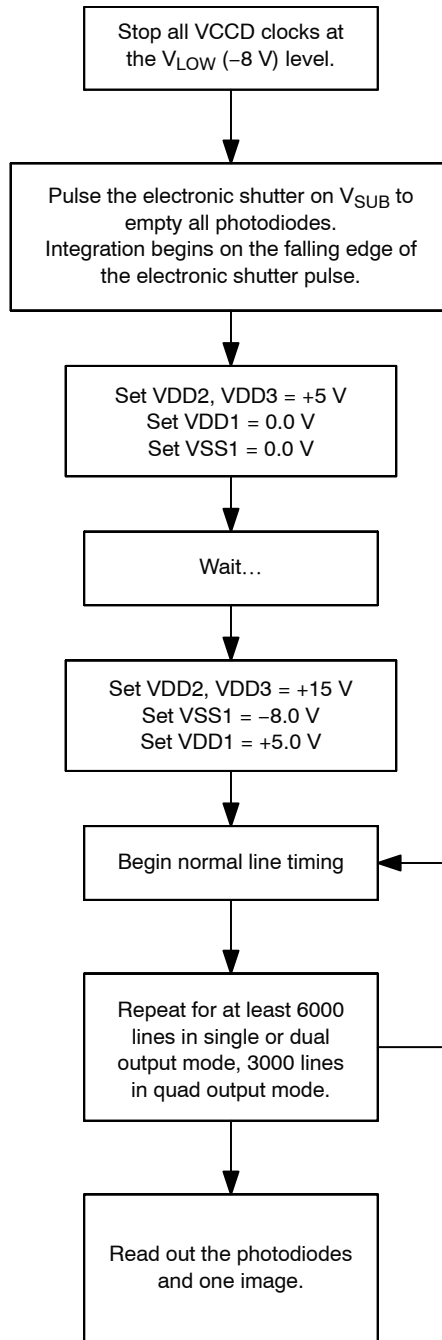 Stop all VCCD clocks at
the VLOW (−8 V) level.
Pulse the electronic shutter on VSUB to
empty all photodiodes.
Integration begins on the falling edge of
the electronic shutter pulse.
Set VDD2, VDD3 = +5 V
Set VDD1 = 0.0 V
Set VSS1 = 0.0 V
Wait…
Set VDD2, VDD3 = +15 V
Set VSS1 = −8.0 V
Set VDD1 = +5.0 V
Begin normal line timing
Repeat for at least 6000
lines in single or dual
output mode, 3000 lines
in quad output mode.
Read out the photodiodes
and one image.